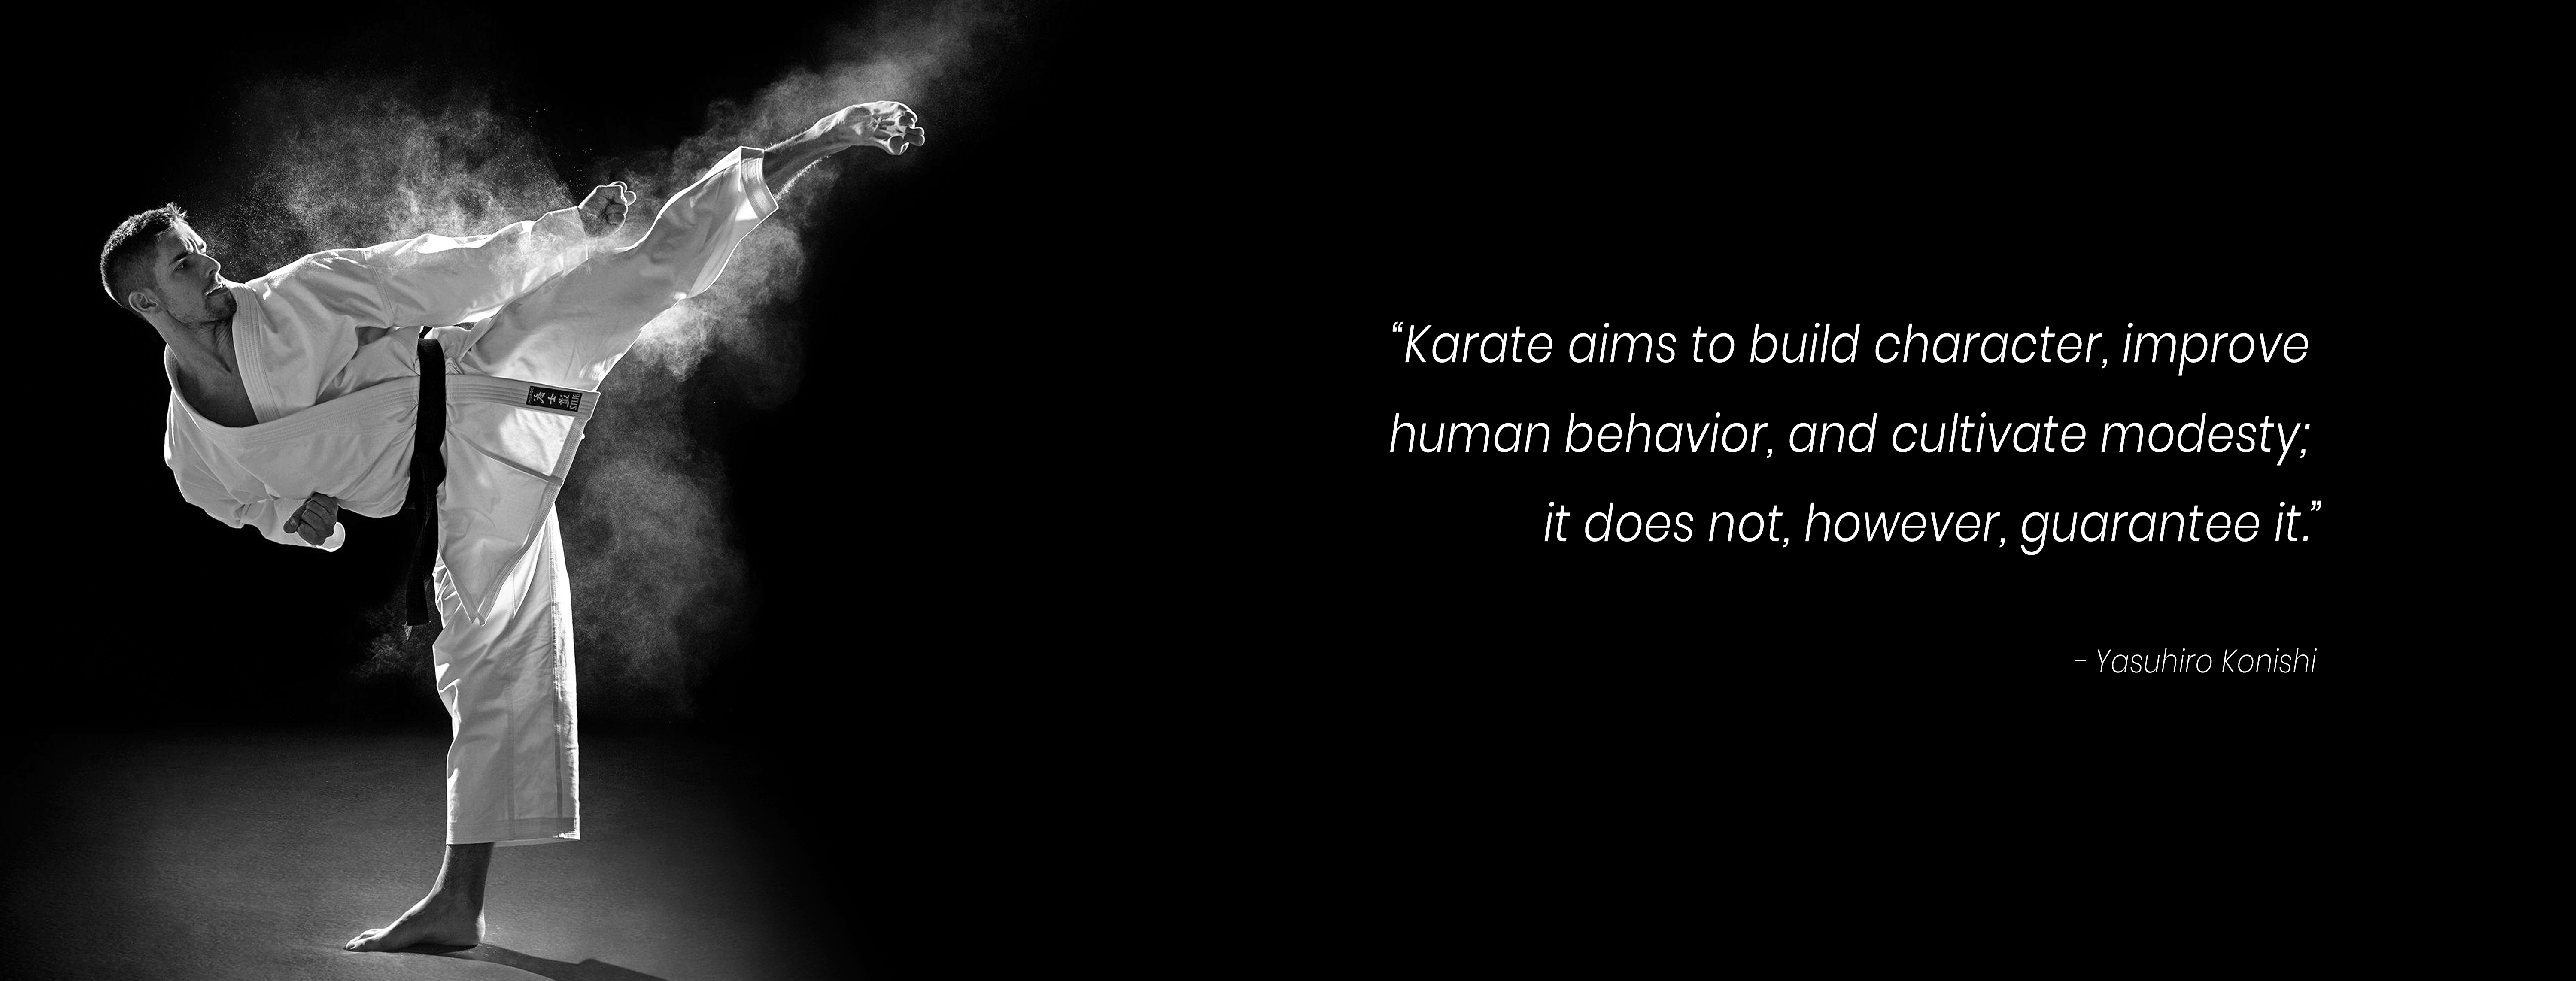 “Karate aims to build character, improve
human behavior, and cultivate modesty;
it does not, however, guarantee it.”
- Yasuhiro Konishi